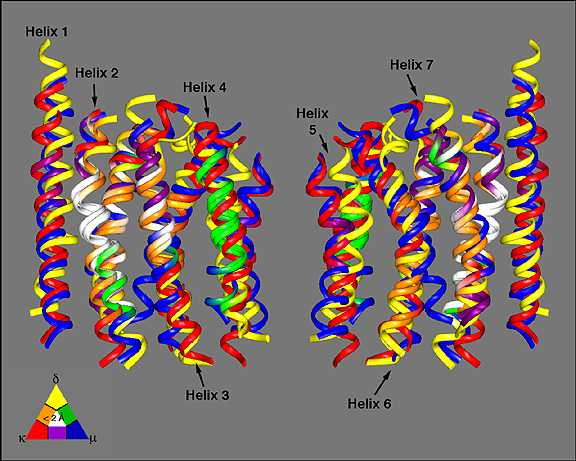 Helix 1
Helix 2
Helix 4
Helix 7
Helix
5
Helix 3
Helix 6
δ
< 2 Å
κ
μ